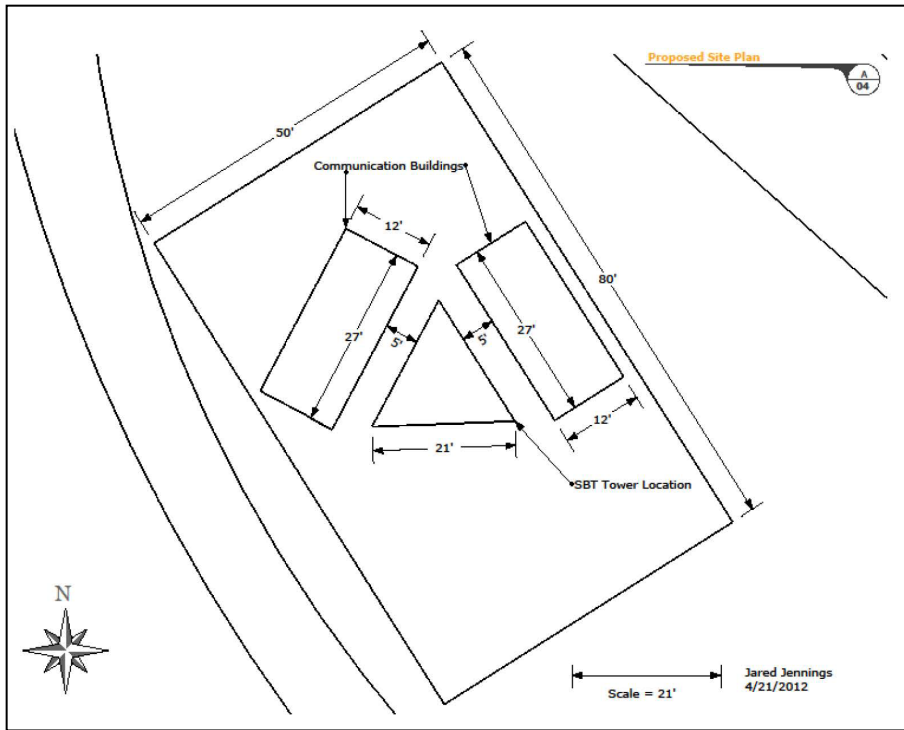 Proposed Site Plan
A
04
50'
Communication Buildings
12'
80'
27'
5'
5'
27'
12'
21'
SBT Tower Location
N
Scale = 21'
Jared Jennings
4/21/2012